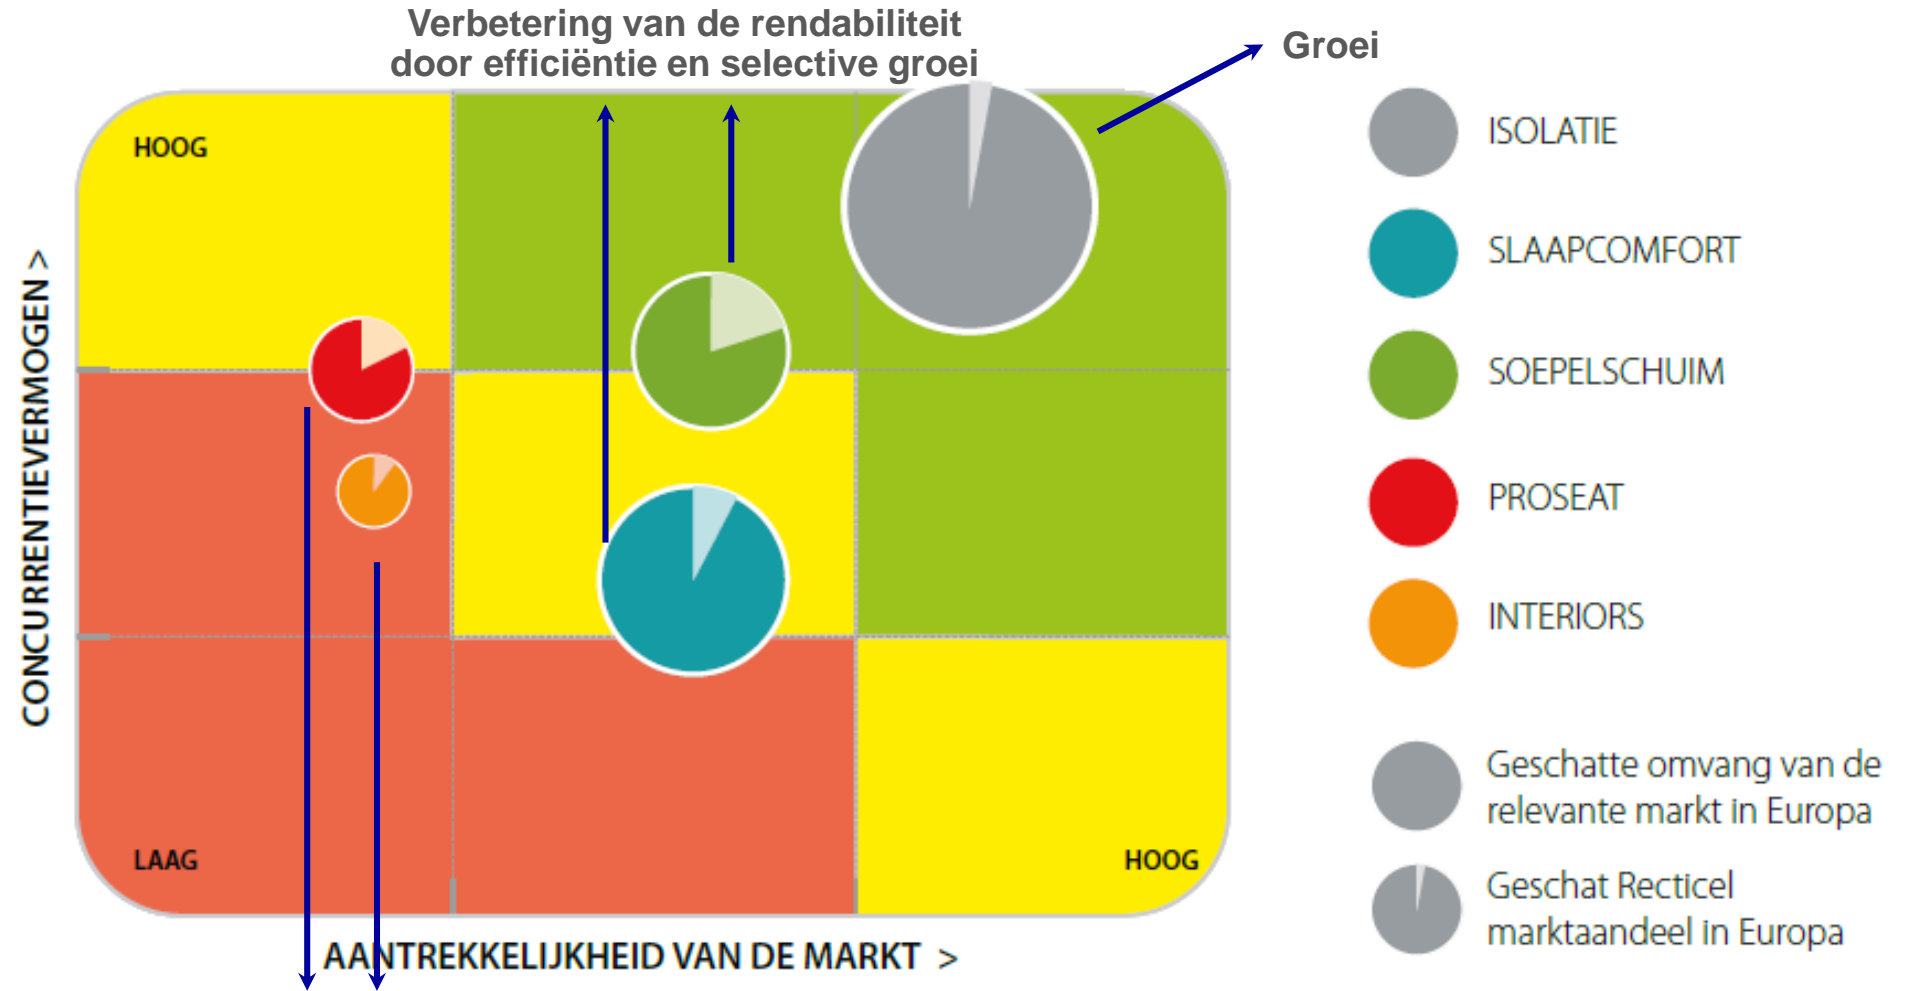 Verbetering van de rendabiliteit
door efficiëntie en selective groei
Groei
HOOG
LAAG
HOOG
CONCURRENTIEVERMOGEN >
AANTREKKELIJKHEID VAN DE MARKT >
ISOLATIE
SLAAPCOMFORT
SOEPELSCHUIM
PROSEAT
INTERIORS
Geschatte omvang van de
relevante markt in Europa
Geschat Recticel
marktaandeel in Europa